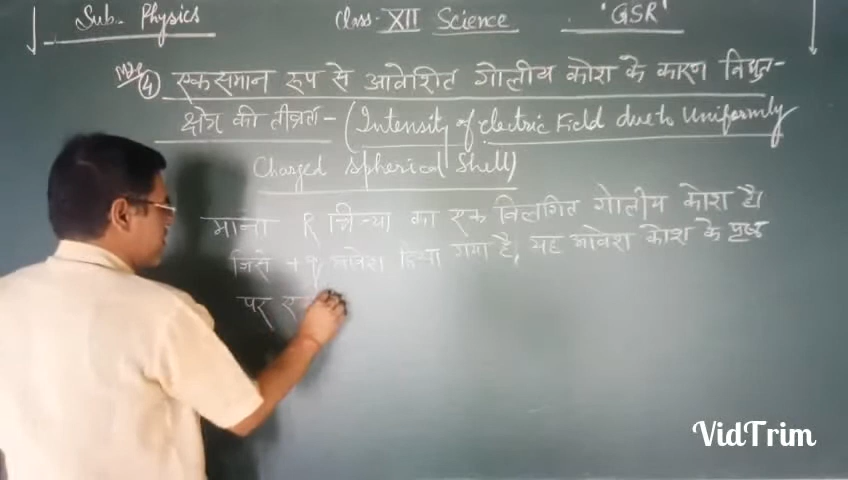 Sub. Physics Class: XII Science "GSR"
(4) एकसमान रूप से आवेशित गोलीय कोश के कारण विद्युत-
क्षेत्र की तीव्रता - (Intensity of electric Field due to Uniformly
Charged Spherical Shell)
माना R त्रिज्या का एक विलगित गोलीय कोश है।
जिसे +q आवेश दिया गया है, यह आवेश कोश के पृष्ठ
पर
VidTrim